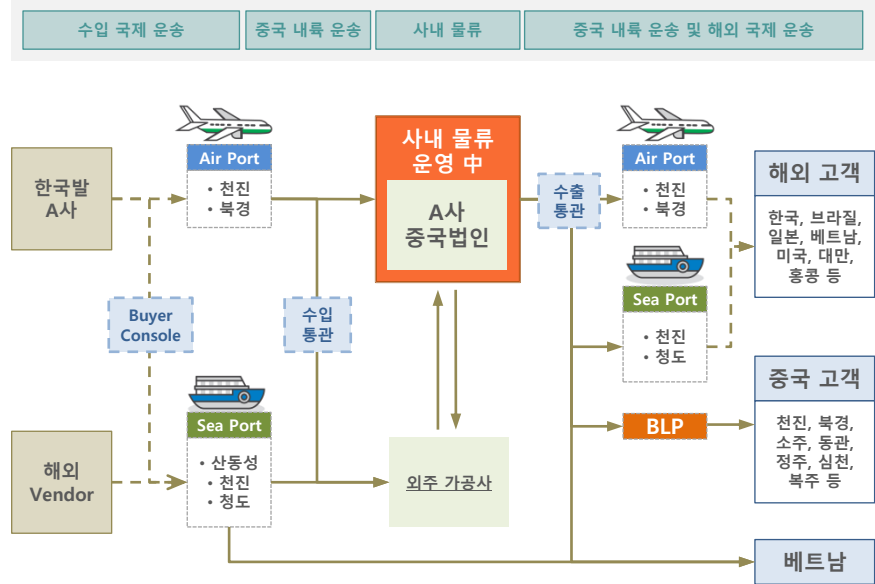 수입 국제 운송
중국 내륙 운송
사내 물류
중국 내륙 운송 및 해외 국제 운송
한국발
A사
해외
Vendor
Buyer
Console
Air Port
• 천진
• 북경
Sea Port
• 산동성
• 천진
• 청도
수입
통관
사내 물류
운영 中
A사
중국법인
외주 가공사
수출
통관
Air Port
• 천진
• 북경
Sea Port
• 천진
• 청도
BLP
해외 고객
한국, 브라질,
일본, 베트남,
미국, 대만,
홍콩 등
중국 고객
천진, 북경,
소주, 동관,
정주, 심천,
복주 등
베트남